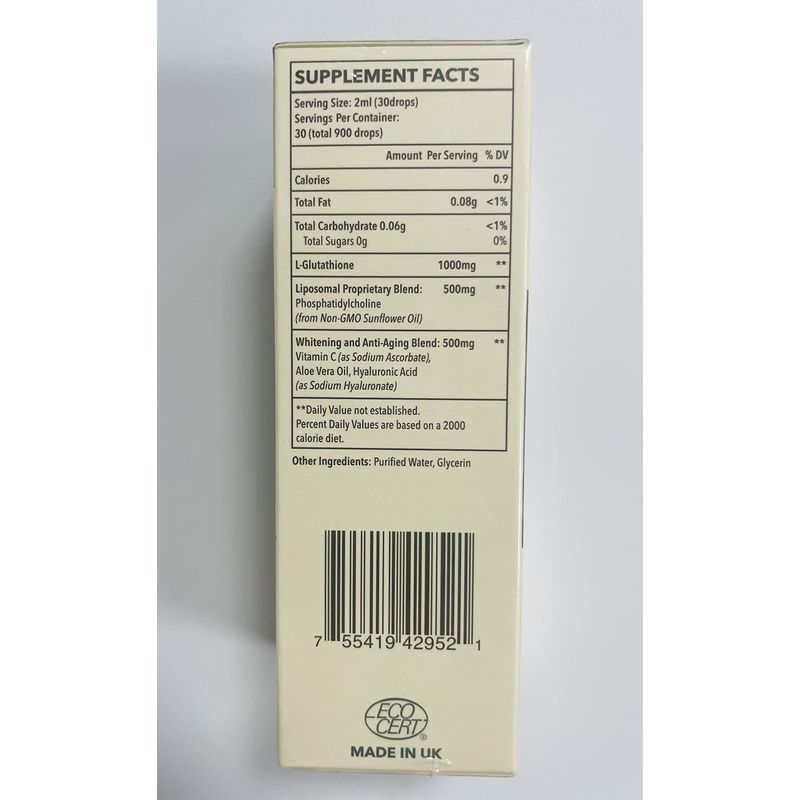 SUPPLEMENT FACTS
Serving Size: 2ml (30drops)
Servings Per Container:
30 (total 900 drops)
Amount Per Serving % DV
Calories 0.9
Total Fat 0.08g <1%
Total Carbohydrate 0.06g <1%
Total Sugars 0g 0%
L-Glutathione 1000mg **
Liposomal Proprietary Blend: 500mg **
Phosphatidylcholine
(from Non-GMO Sunflower Oil)
Whitening and Anti-Aging Blend: 500mg **
Vitamin C (as Sodium Ascorbate),
Aloe Vera Oil, Hyaluronic Acid
(as Sodium Hyaluronate)
**Daily Value not established.
Percent Daily Values are based on a 2000
calorie diet.
Other Ingredients: Purified Water, Glycerin
7 55419 42952 1
ECO
CERT®
MADE IN UK